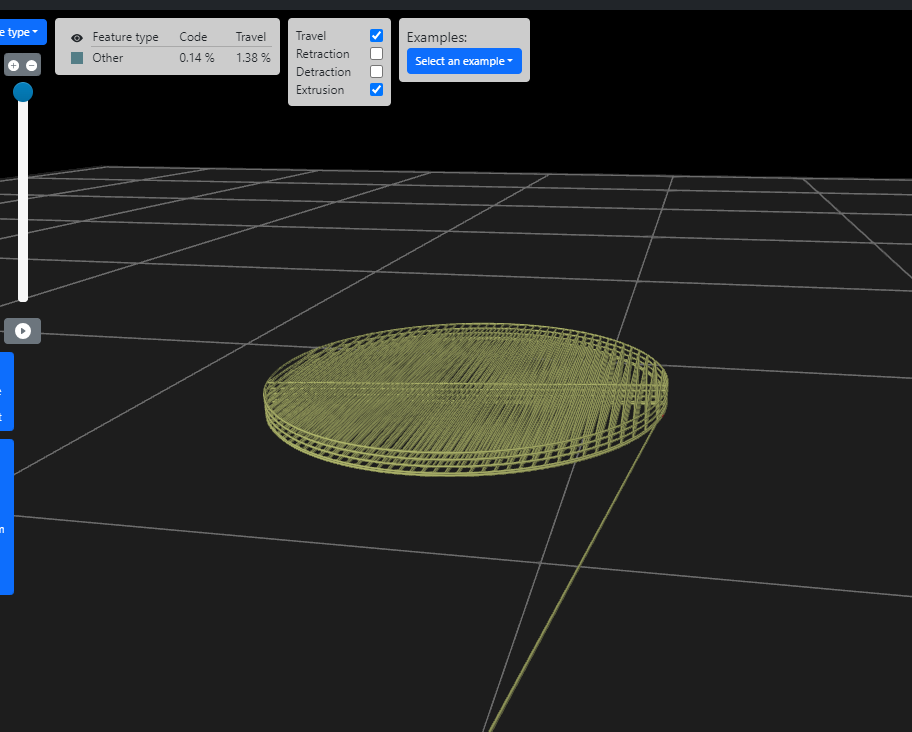 e type
Feature type Code Travel
Other 0.14 % 1.38 %
Travel
Retraction
Detraction
Extrusion
Examples:
Select an example